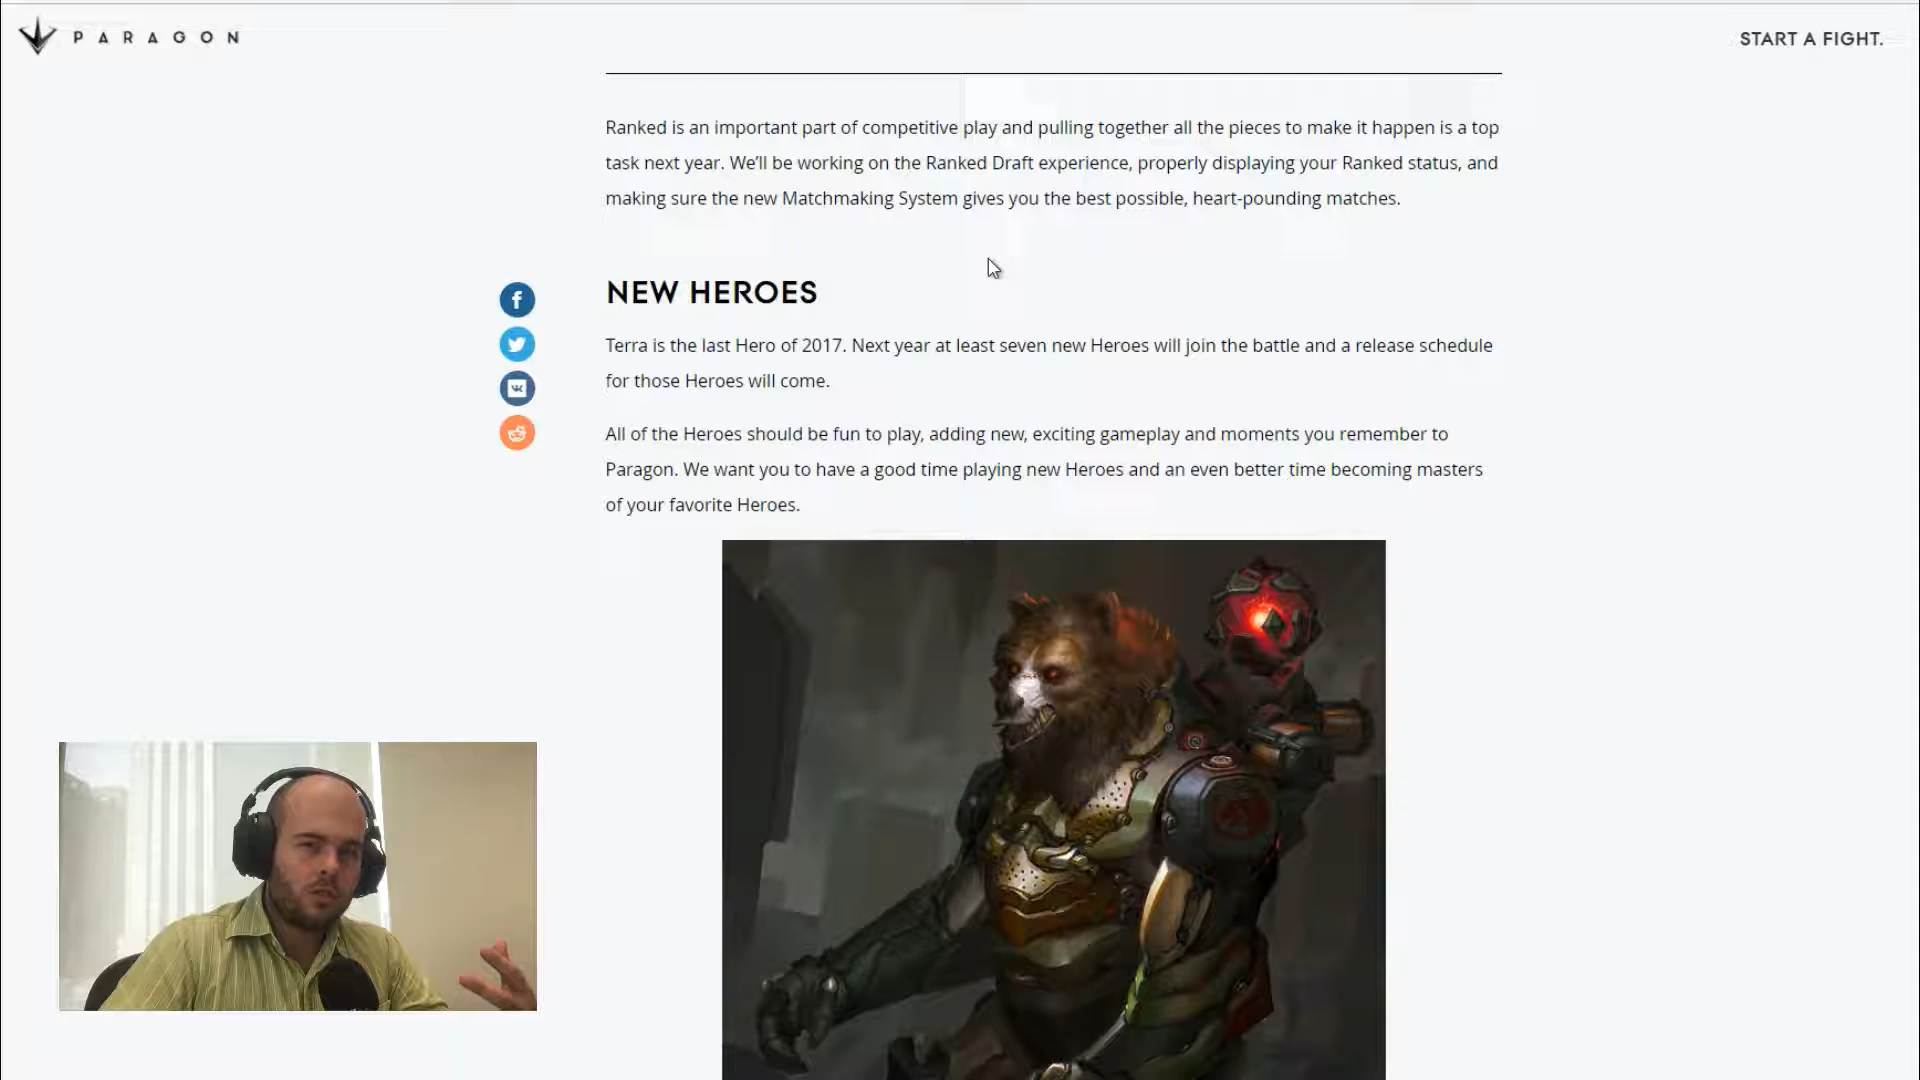 PARAGON
START A FIGHT.
Ranked is an important part of competitive play and pulling together all the pieces to make it happen is a top
task next year. We’ll be working on the Ranked Draft experience, properly displaying your Ranked status, and
making sure the new Matchmaking System gives you the best possible, heart-pounding matches.
NEW HEROES
Terra is the last Hero of 2017. Next year at least seven new Heroes will join the battle and a release schedule
for those Heroes will come.
All of the Heroes should be fun to play, adding new, exciting gameplay and moments you remember to
Paragon. We want you to have a good time playing new Heroes and an even better time becoming masters
of your favorite Heroes.